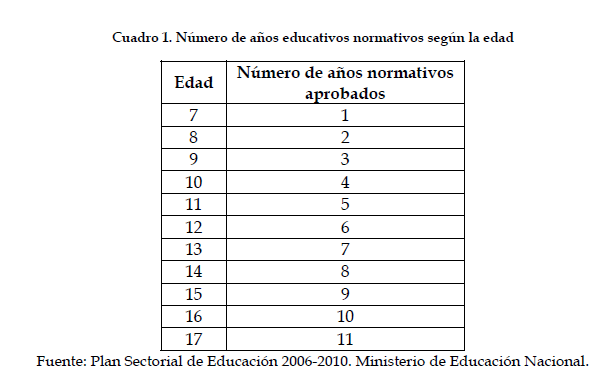 Cuadro 1. Número de años educativos normativos según la edad
Edad Número de años normativos
aprobados
7 1
8 2
9 3
10 4
11 5
12 6
13 7
14 8
15 9
16 10
17 11
Fuente: Plan Sectorial de Educación 2006-2010. Ministerio de Educación Nacional.